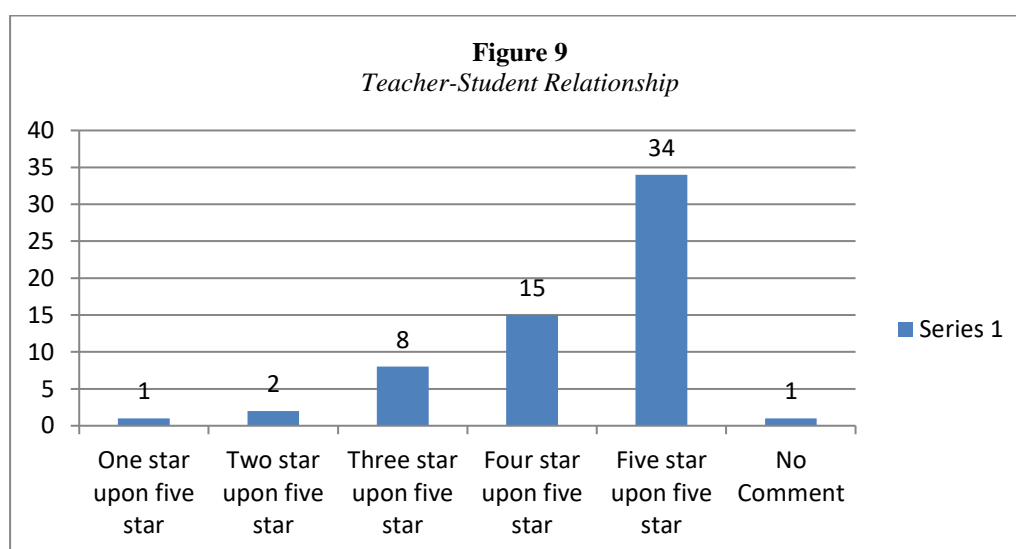 Figure 9
Teacher-Student Relationship
40
35
30
25
20
15
10
5
0
1
2
8
15
34
1
One star upon five star
Two star upon five star
Three star upon five star
Four star upon five star
Five star upon five star
No Comment
Series 1